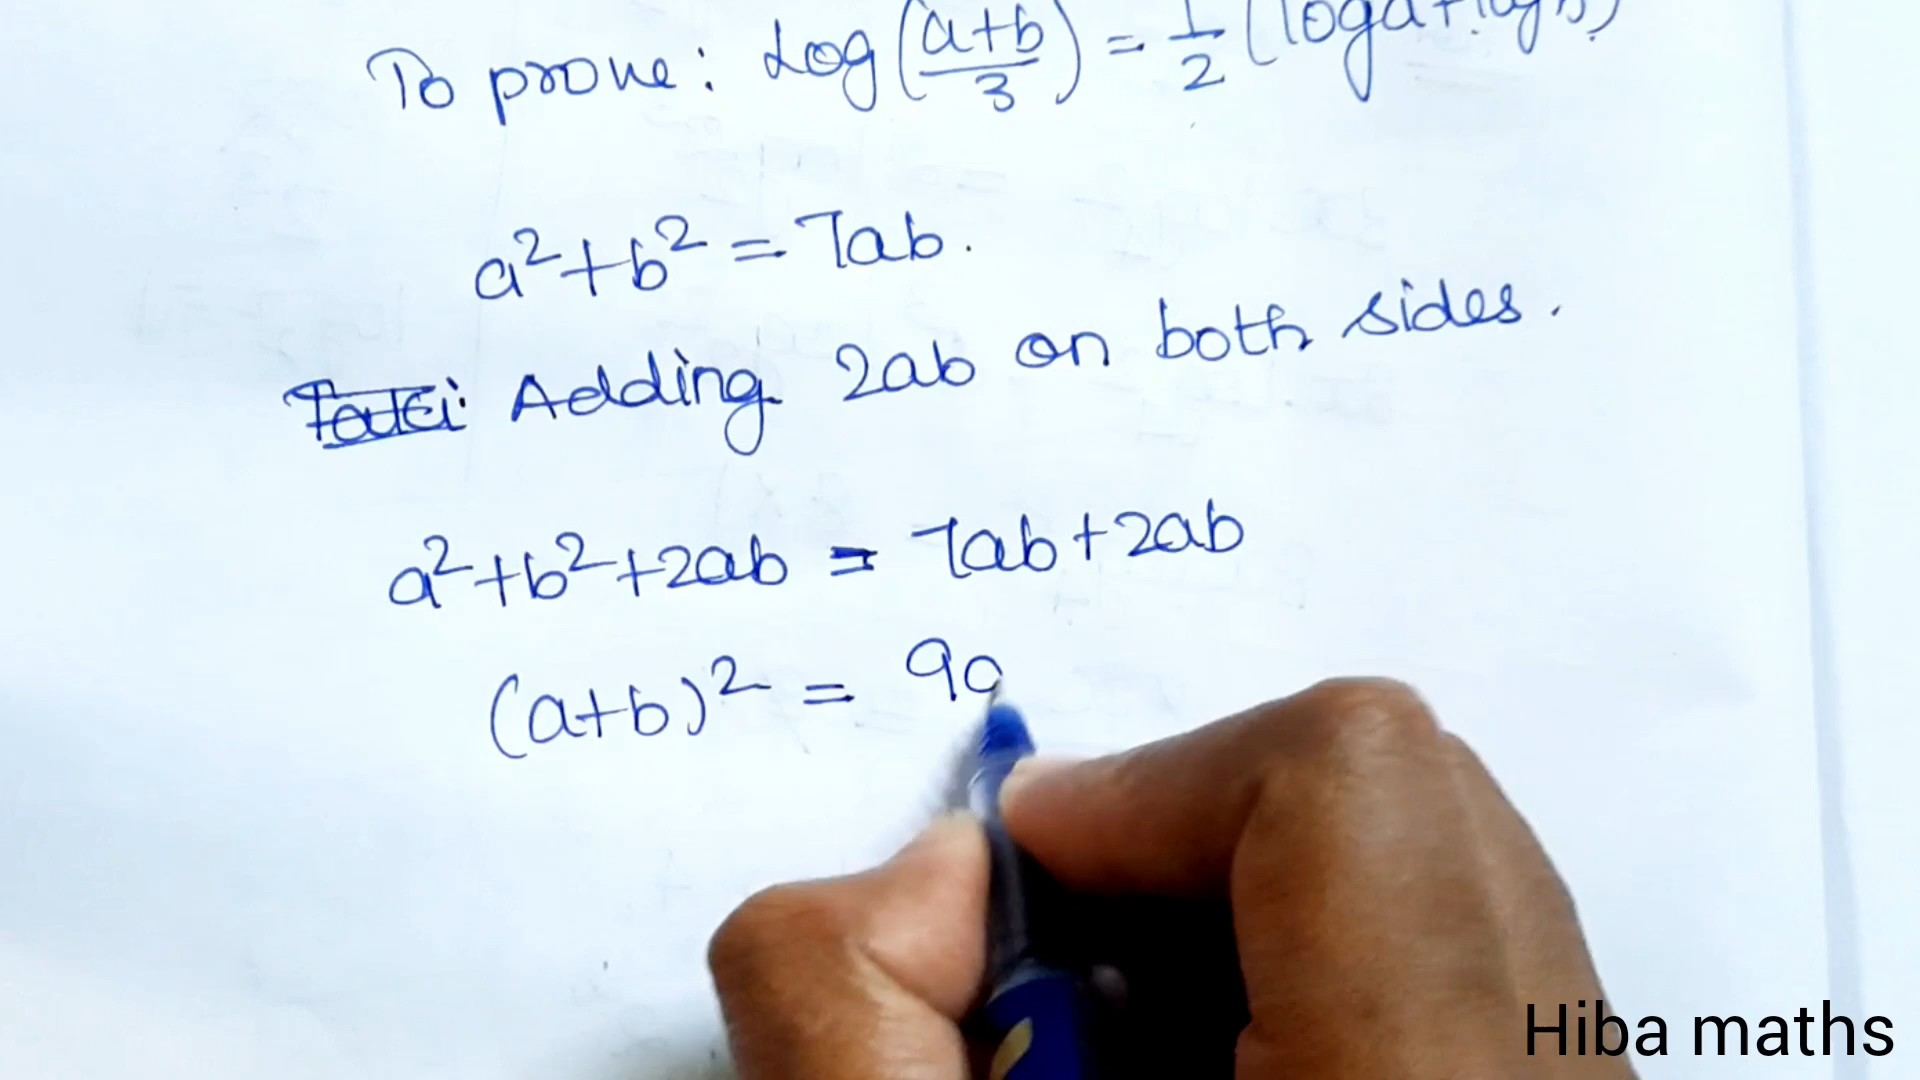 To prove: Log(a+b/3) = 1/2 (loga+logb)
a²+b² = 7ab.
Adding 2ab on both sides.
a²+b²+2ab = 7ab+2ab
(a+b)² = 9a
Hiba maths